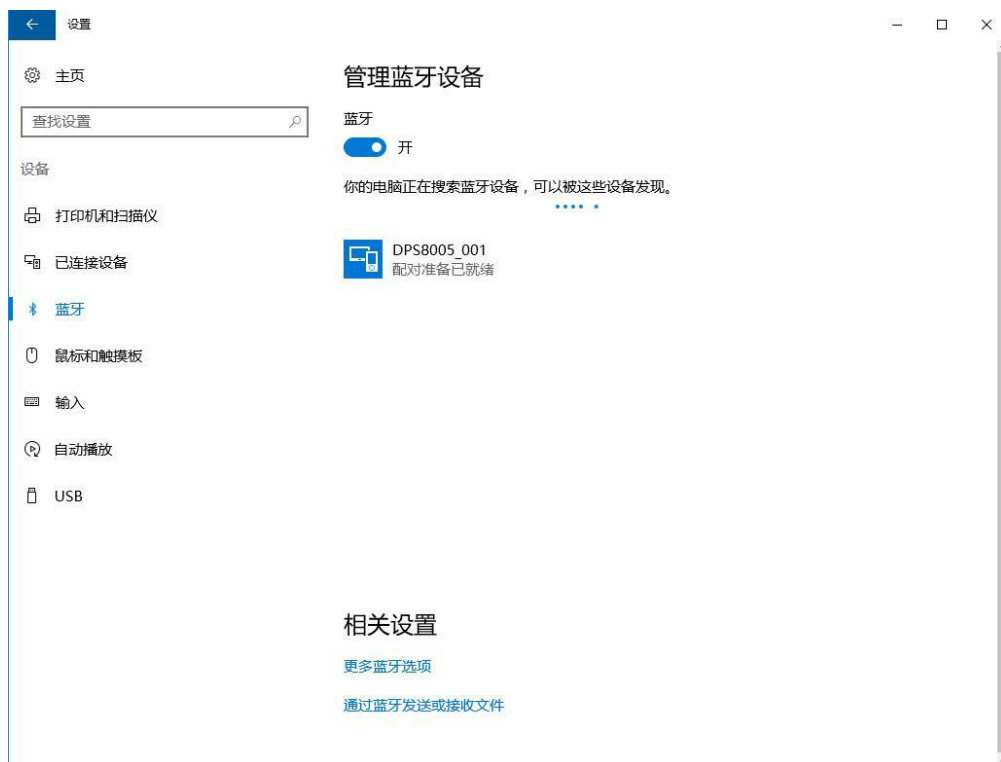 设置
主页
查找设置
设备
打印机和扫描仪
已连接设备
蓝牙
鼠标和触摸板
输入
自动播放
USB
管理蓝牙设备
蓝牙
开
你的电脑正在搜索蓝牙设备，可以被这些设备发现。
DPS8005_001
配对准备已就绪
相关设置
更多蓝牙选项
通过蓝牙发送或接收文件